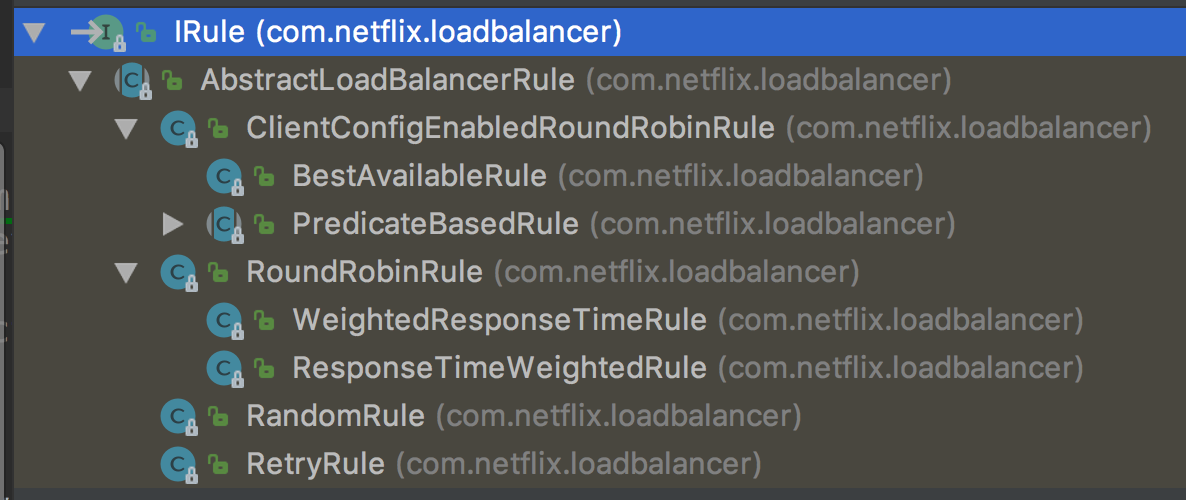 IRule (com.netflix.loadbalancer)
AbstractLoadBalancerRule (com.netflix.loadbalancer)
ClientConfigEnabledRoundRobinRule (com.netflix.loadbalancer)
BestAvailableRule (com.netflix.loadbalancer)
PredicateBasedRule (com.netflix.loadbalancer)
RoundRobinRule (com.netflix.loadbalancer)
WeightedResponseTimeRule (com.netflix.loadbalancer)
ResponseTimeWeightedRule (com.netflix.loadbalancer)
RandomRule (com.netflix.loadbalancer)
RetryRule (com.netflix.loadbalancer)